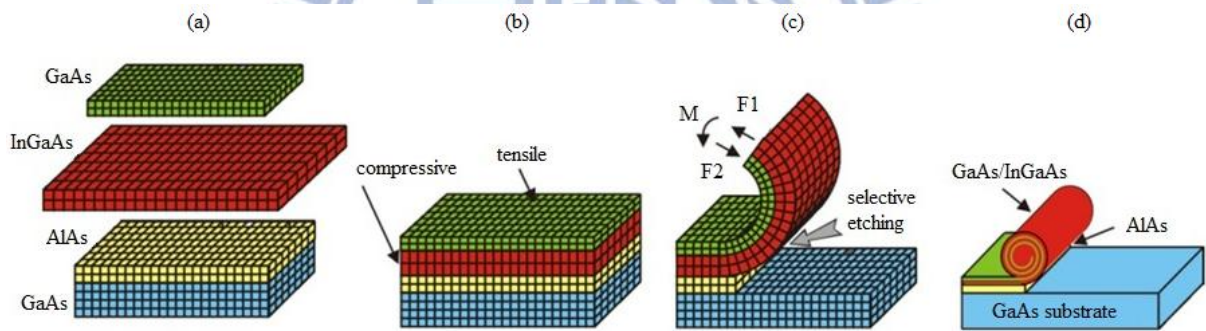 (a)
(b)
(c)
(d)
GaAs
InGaAs
AlAs
GaAs
compressive
tensile
M
F1
F2
selective
etching
GaAs/InGaAs
AlAs
GaAs substrate